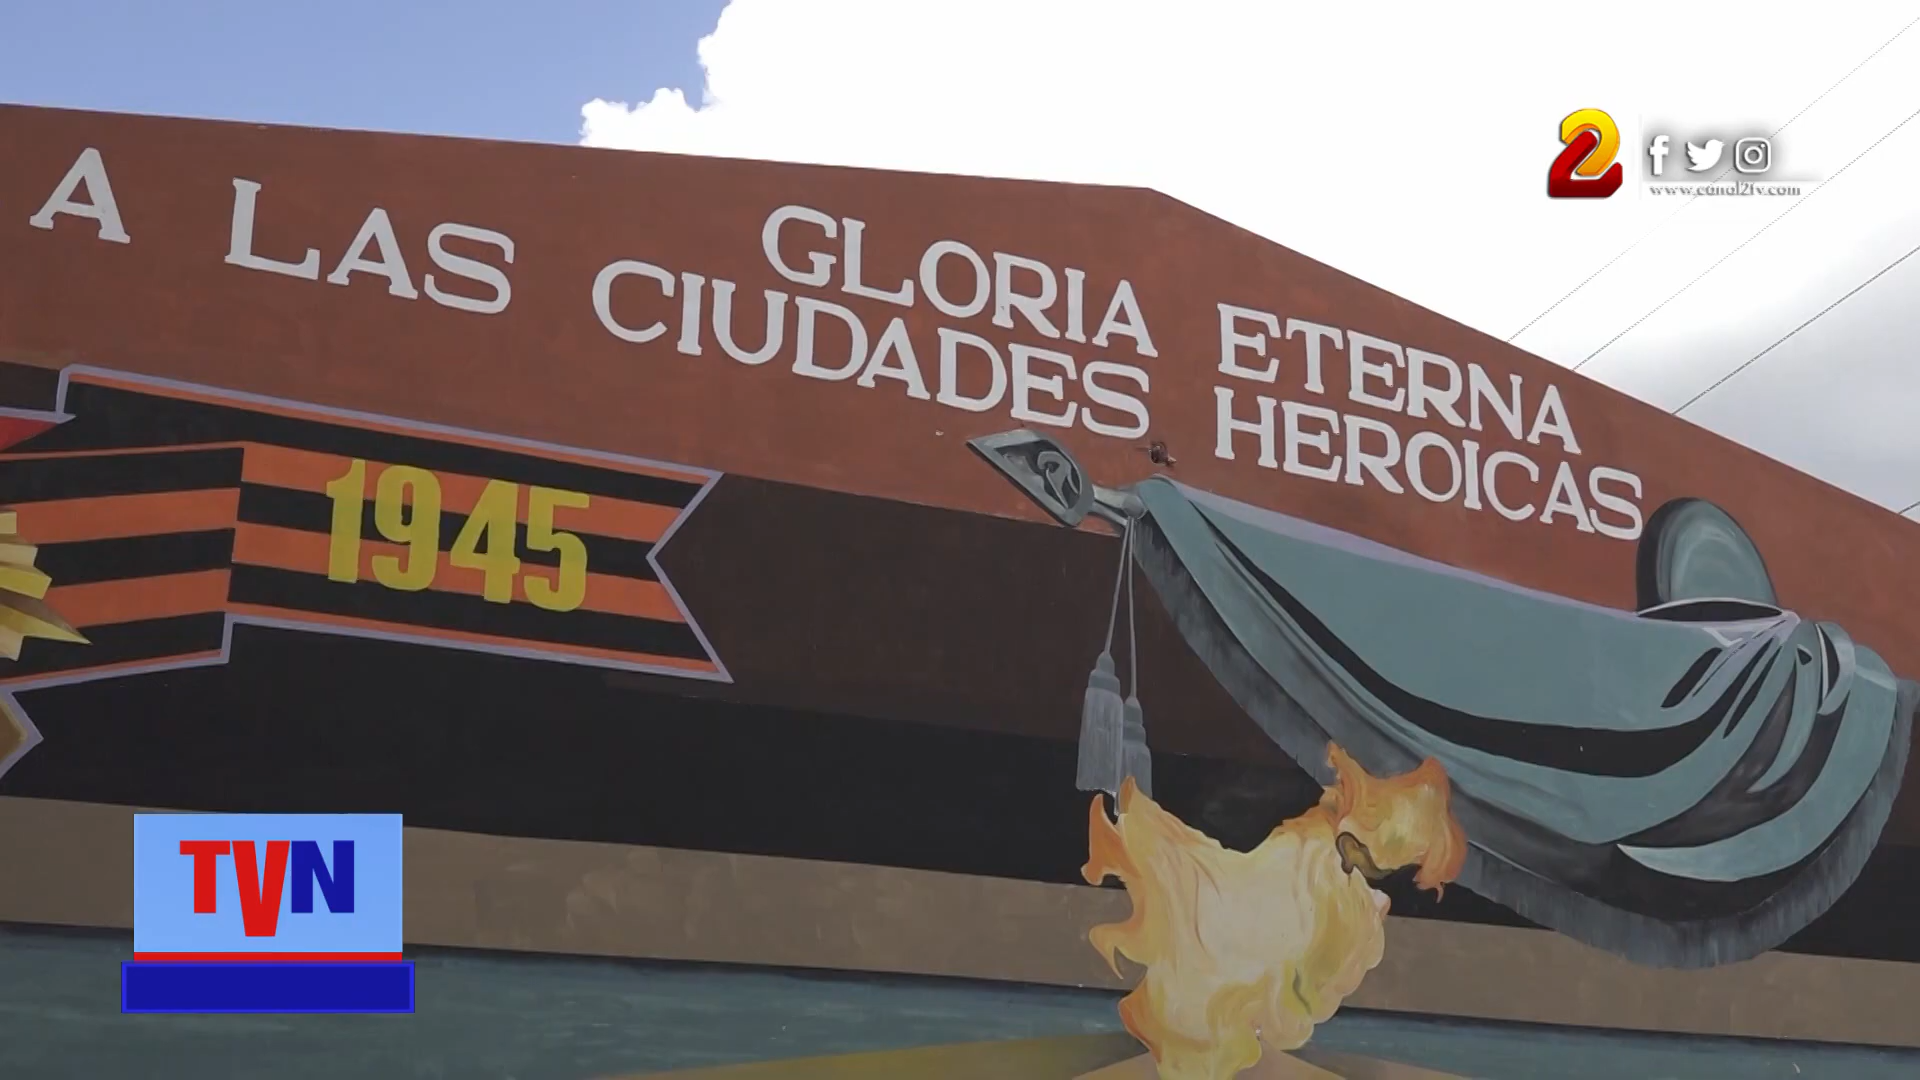 GLORIA ETERNA
A LAS CIUDADES HEROICAS
1945
2
www.canal2tv.com
TVN